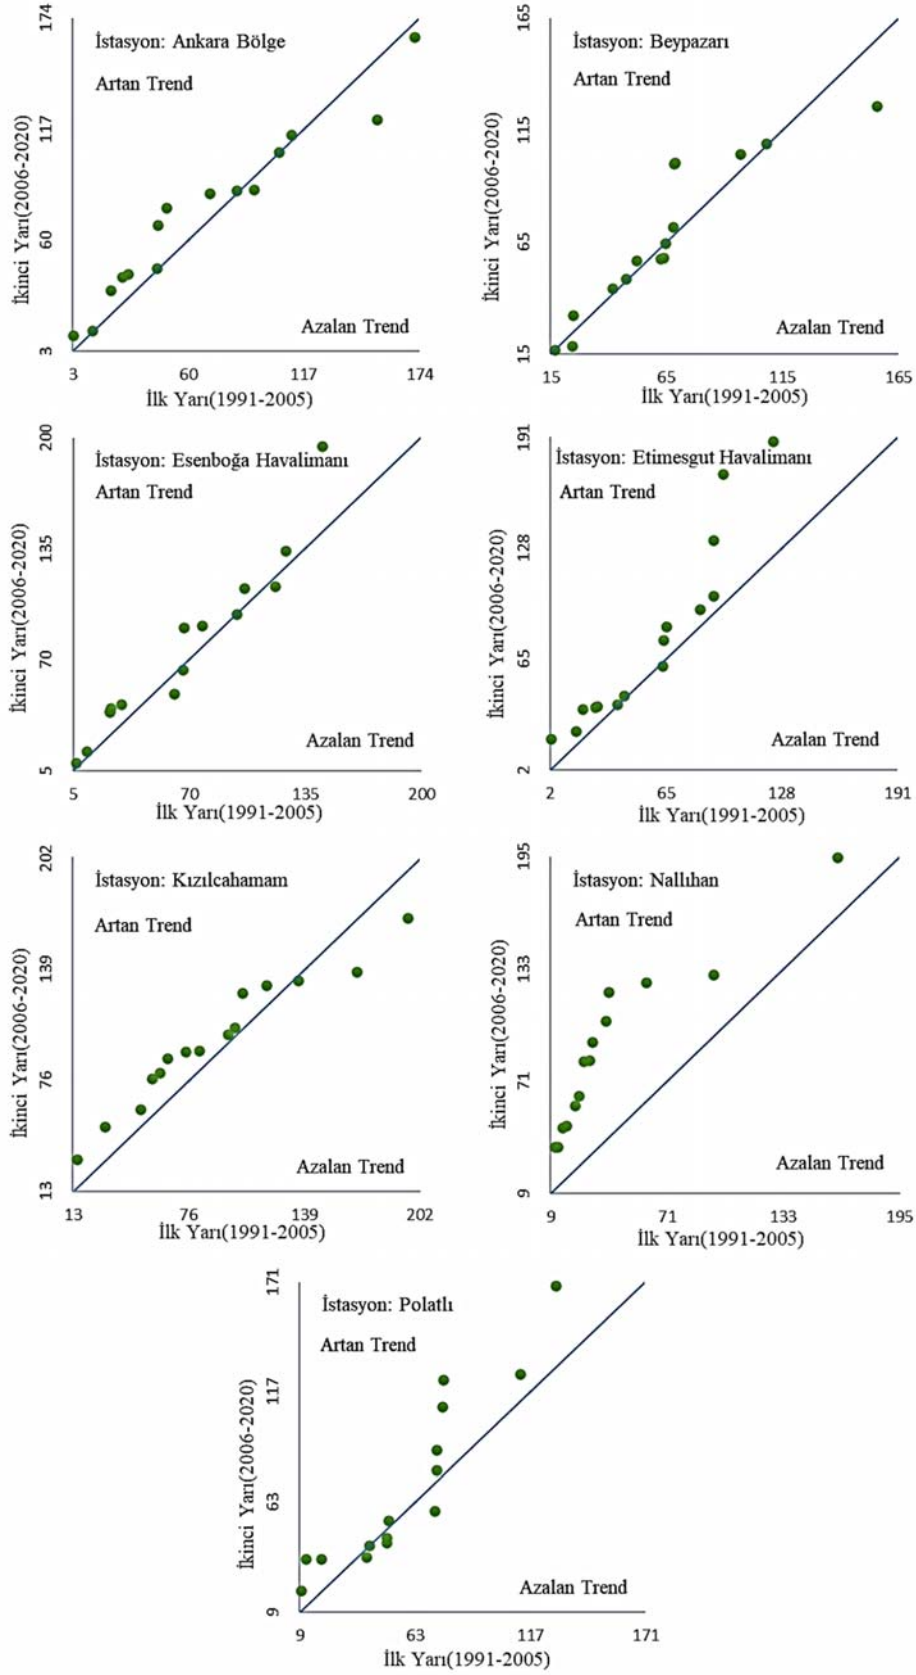 174
117
60
3
İkinci Yarı(2006-2020)
İstasyon: Ankara Bölge
Artan Trend
Azalan Trend
3 60 117 174
İlk Yarı(1991-2005)
165
115
65
15
İkinci Yarı(2006-2020)
İstasyon: Beypazarı
Artan Trend
Azalan Trend
15 65 115 165
İlk Yarı(1991-2005)
200
135
70
5
İkinci Yarı(2006-2020)
İstasyon: Esenboğa Havalimanı
Artan Trend
Azalan Trend
5 70 135 200
İlk Yarı(1991-2005)
191
128
65
2
İkinci Yarı(2006-2020)
İstasyon: Etimesgut Havalimanı
Artan Trend
Azalan Trend
2 65 128 191
İlk Yarı(1991-2005)
202
139
76
13
İkinci Yarı(2006-2020)
İstasyon: Kızılcahamam
Artan Trend
Azalan Trend
13 76 139 202
İlk Yarı(1991-2005)
195
133
71
9
İkinci Yarı(2006-2020)
İstasyon: Nallıhan
Artan Trend
Azalan Trend
9 71 133 195
İlk Yarı(1991-2005)
171
117
63
9
İkinci Yarı(2006-2020)
İstasyon: Polatlı
Artan Trend
Azalan Trend
9 63 117 171
İlk Yarı(1991-2005)